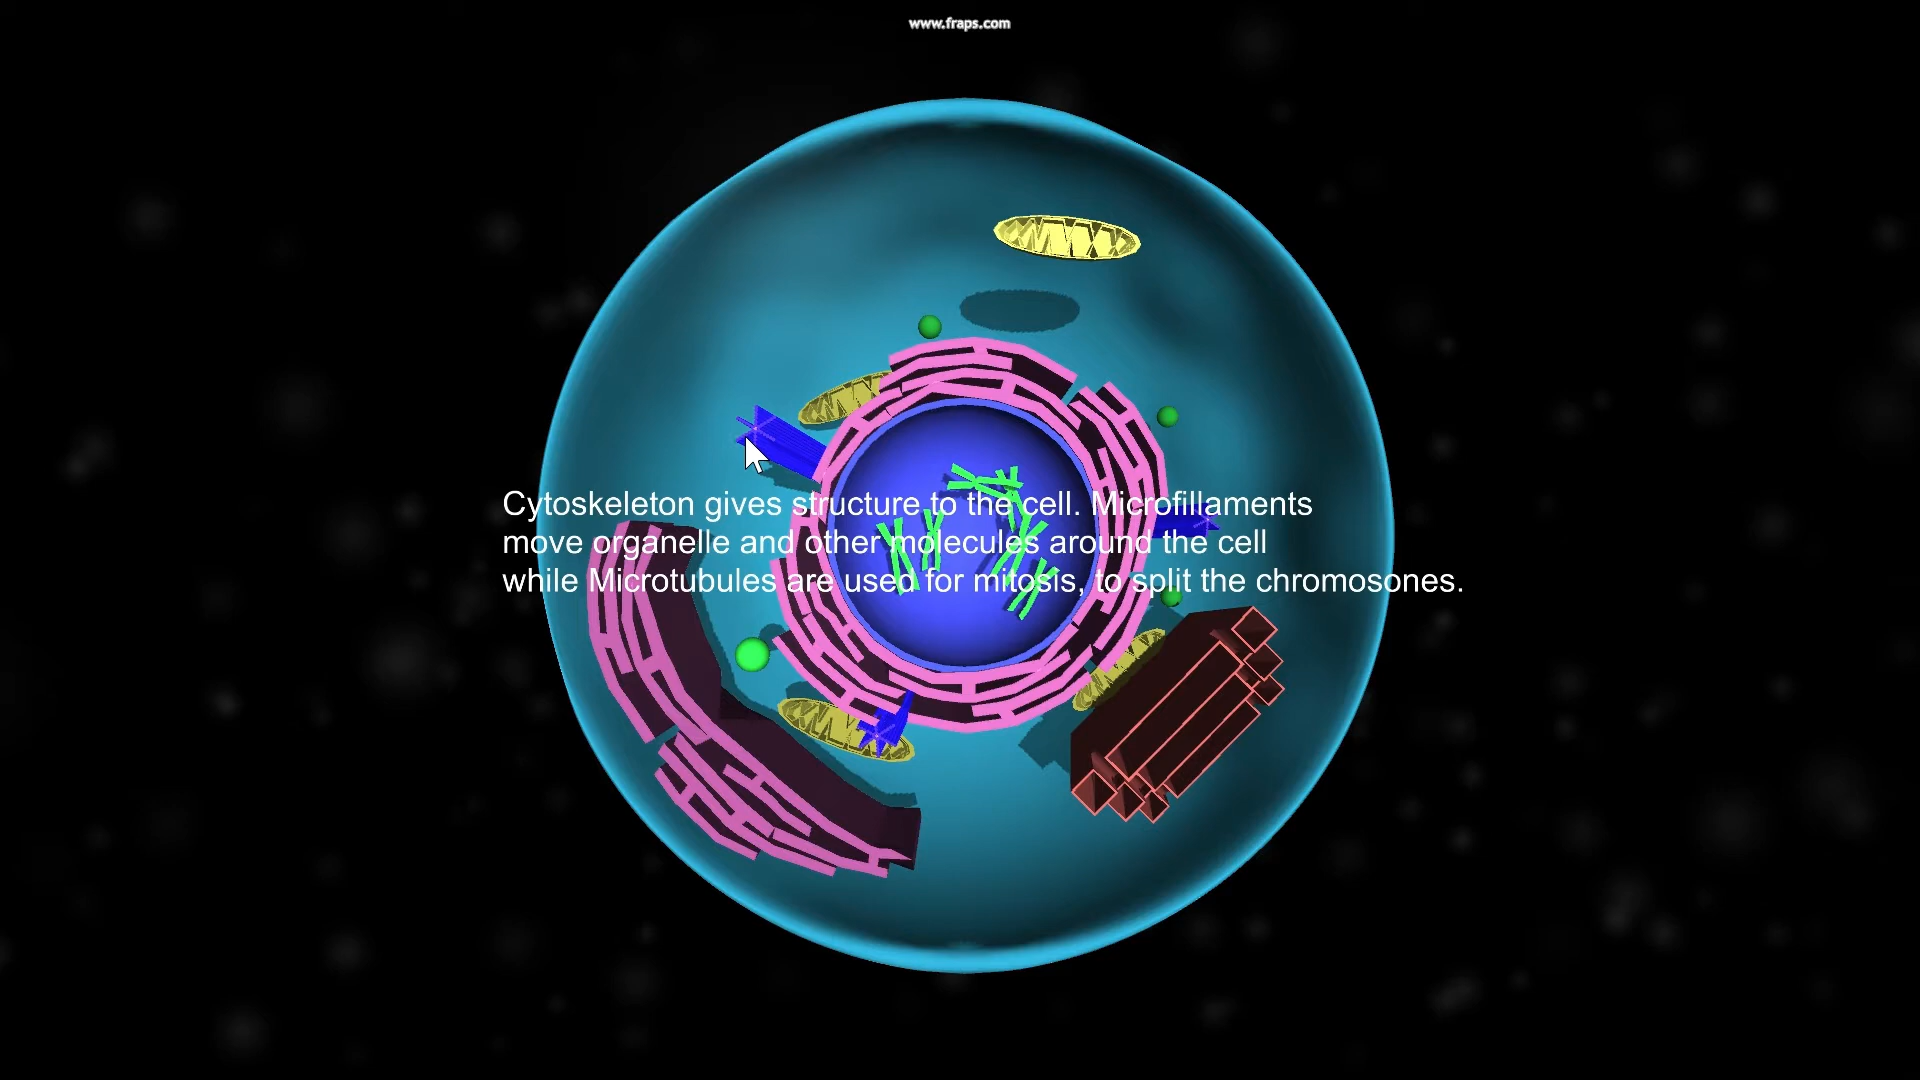 www.fraps.com
Cytoskeleton gives structure to the cell. Microfillaments
move organelle and other molecules around the cell
while Microtubules are used for mitosis, to split the chromosones.